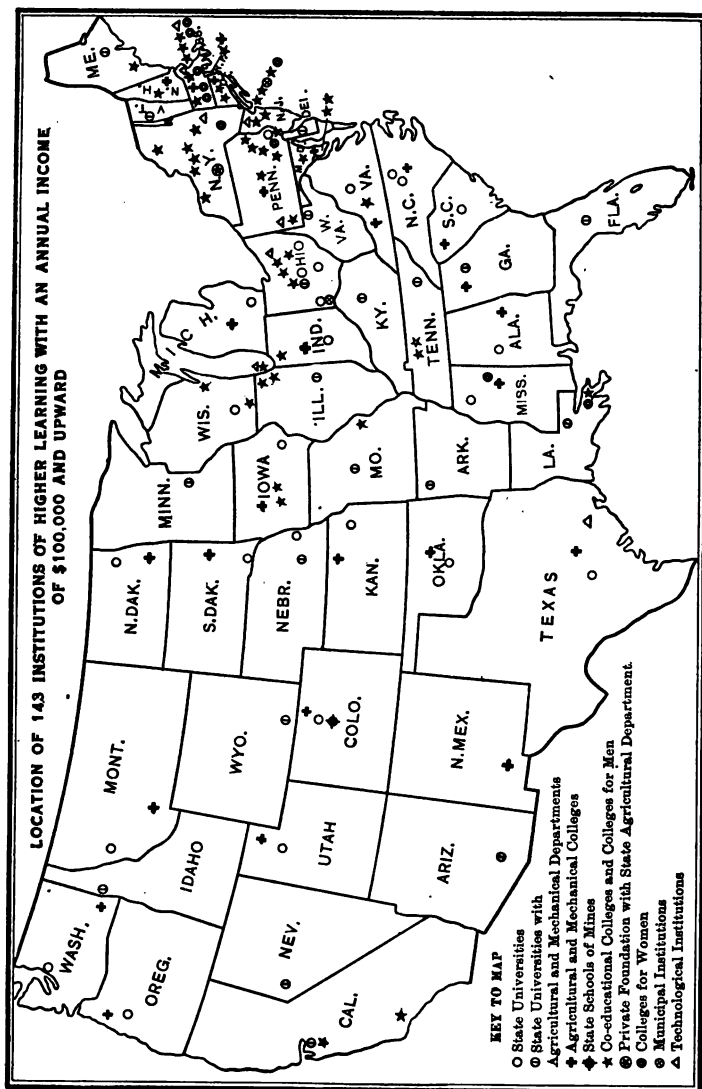 LOCATION OF 143 INSTITUTIONS OF HIGHER LEARNING WITH AN ANNUAL INCOME
OF $100,000 AND UPWARD
WASH.
OREG.
CAL.
NEV.
IDAHO
MONT.
WYO.
UTAH
ARIZ.
COLO.
N.MEX.
N.DAK.
S.DAK.
NEBR.
KAN.
OKLA.
TEXAS
MINN.
IOWA
MO.
ARK.
LA.
WIS.
ILL.
MICH.
IND.
OHIO
KY.
TENN.
MISS.
ALA.
GA.
FLA.
S.C.
N.C.
VA.
W.
VA.
PENN.
N.Y.
N.J.
DEL.
VT.
N.H.
ME.
KEY TO MAP
State Universities
State Universities with
Agricultural and Mechanical Departments
Agricultural and Mechanical Colleges
State Schools of Mines
Co-educational Colleges and Colleges for Men
Private Foundation with State Agricultural Department
Colleges for Women
Municipal Institutions
Technological Institutions